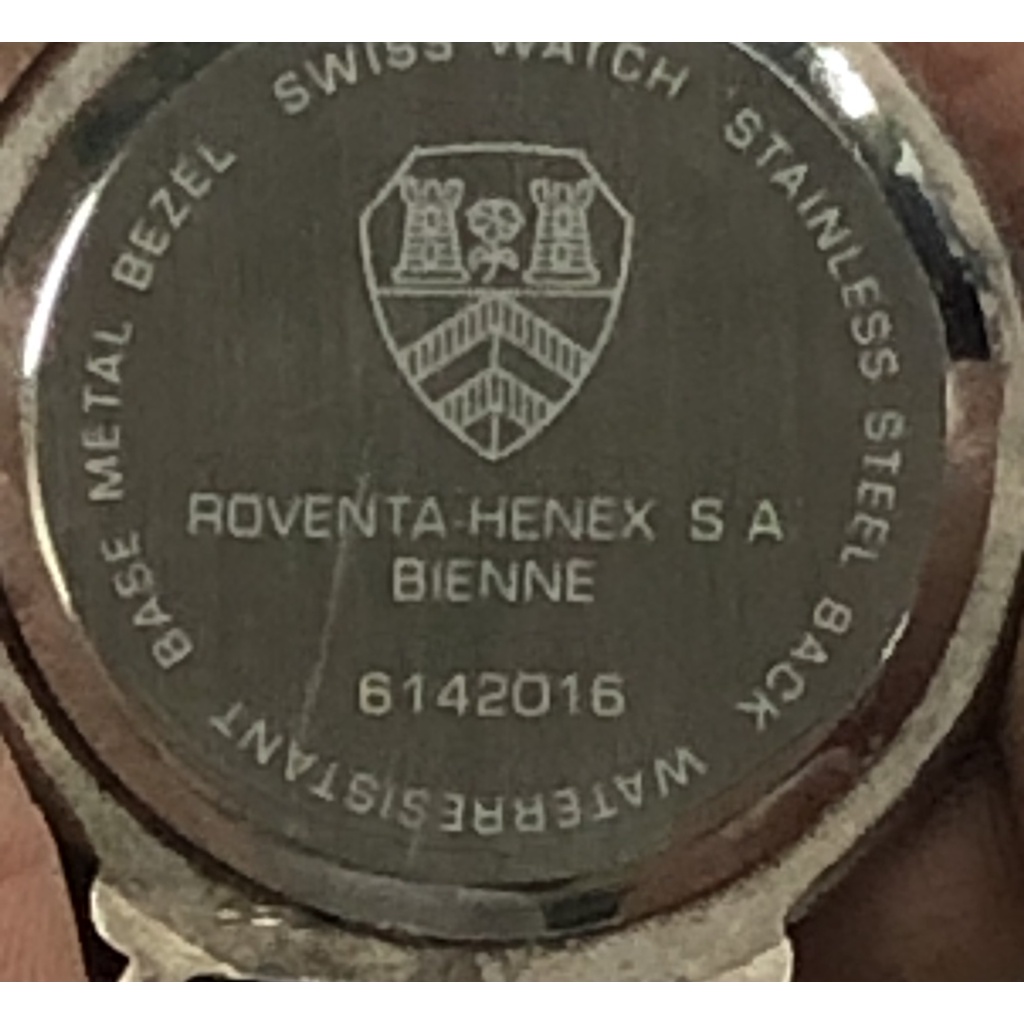 SWISS WATCH STAINLESS STEEL BACK WATERRESISTANT BASE METAL BEZEL
ROVENTA-HENEX S A
BIENNE
6142016